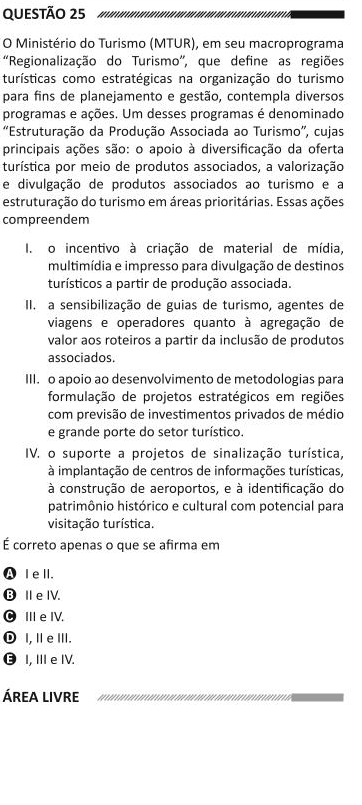 QUESTÃO 25
O Ministério do Turismo (MTUR), em seu macroprograma
“Regionalização do Turismo”, que define as regiões
turísticas como estratégicas na organização do turismo
para fins de planejamento e gestão, contempla diversos
programas e ações. Um desses programas é denominado
“Estruturação da Produção Associada ao Turismo”, cujas
principais ações são: o apoio à diversificação da oferta
turística por meio de produtos associados, a valorização
e divulgação de produtos associados ao turismo e a
estruturação do turismo em áreas prioritárias. Essas ações
compreendem
I. o incentivo à criação de material de mídia,
multimídia e impresso para divulgação de destinos
turísticos a partir de produção associada.
II. a sensibilização de guias de turismo, agentes de
viagens e operadores quanto à agregação de
valor aos roteiros a partir da inclusão de produtos
associados.
III. o apoio ao desenvolvimento de metodologias para
formulação de projetos estratégicos em regiões
com previsão de investimentos privados de médio
e grande porte do setor turístico.
IV. o suporte a projetos de sinalização turística,
à implantação de centros de informações turísticas,
à construção de aeroportos, e à identificação do
patrimônio histórico e cultural com potencial para
visitação turística.
É correto apenas o que se afirma em
A I e II.
B II e IV.
C III e IV.
D I, II e III.
E I, III e IV.
ÁREA LIVRE